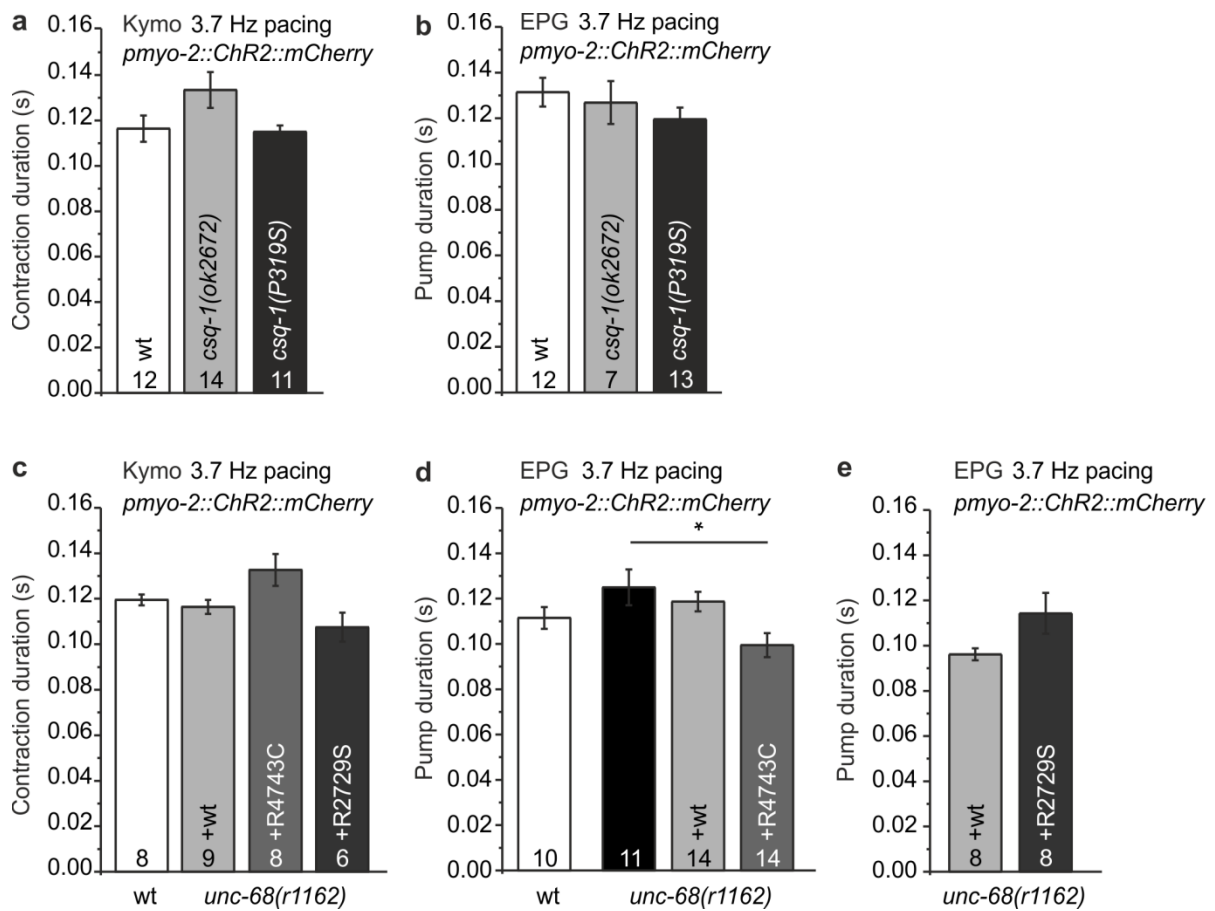 a
Kymo 3.7 Hz pacing
pmyo-2::ChR2::mCherry
Contraction duration (s)
0.16
0.14
0.12
0.10
0.08
0.06
0.04
0.02
0.00
wt
12
csq-1(ok2672)
14
csq-1(P319S)
11
b
EPG 3.7 Hz pacing
pmyo-2::ChR2::mCherry
Pump duration (s)
0.16
0.14
0.12
0.10
0.08
0.06
0.04
0.02
0.00
wt
12
csq-1(ok2672)
7
csq-1(P319S)
13
c
Kymo 3.7 Hz pacing
pmyo-2::ChR2::mCherry
Contraction duration (s)
0.16
0.14
0.12
0.10
0.08
0.06
0.04
0.02
0.00
8
+wt
9
+R4743C
8
+R2729S
6
wt
unc-68(r1162)
d
EPG 3.7 Hz pacing
pmyo-2::ChR2::mCherry
Pump duration (s)
0.16
0.14
0.12
0.10
0.08
0.06
0.04
0.02
0.00
*
10
11
+wt
14
+R4743C
14
wt
unc-68(r1162)
e
EPG 3.7 Hz pacing
pmyo-2::ChR2::mCherry
Pump duration (s)
0.16
0.14
0.12
0.10
0.08
0.06
0.04
0.02
0.00
+wt
8
+R2729S
8
unc-68(r1162)